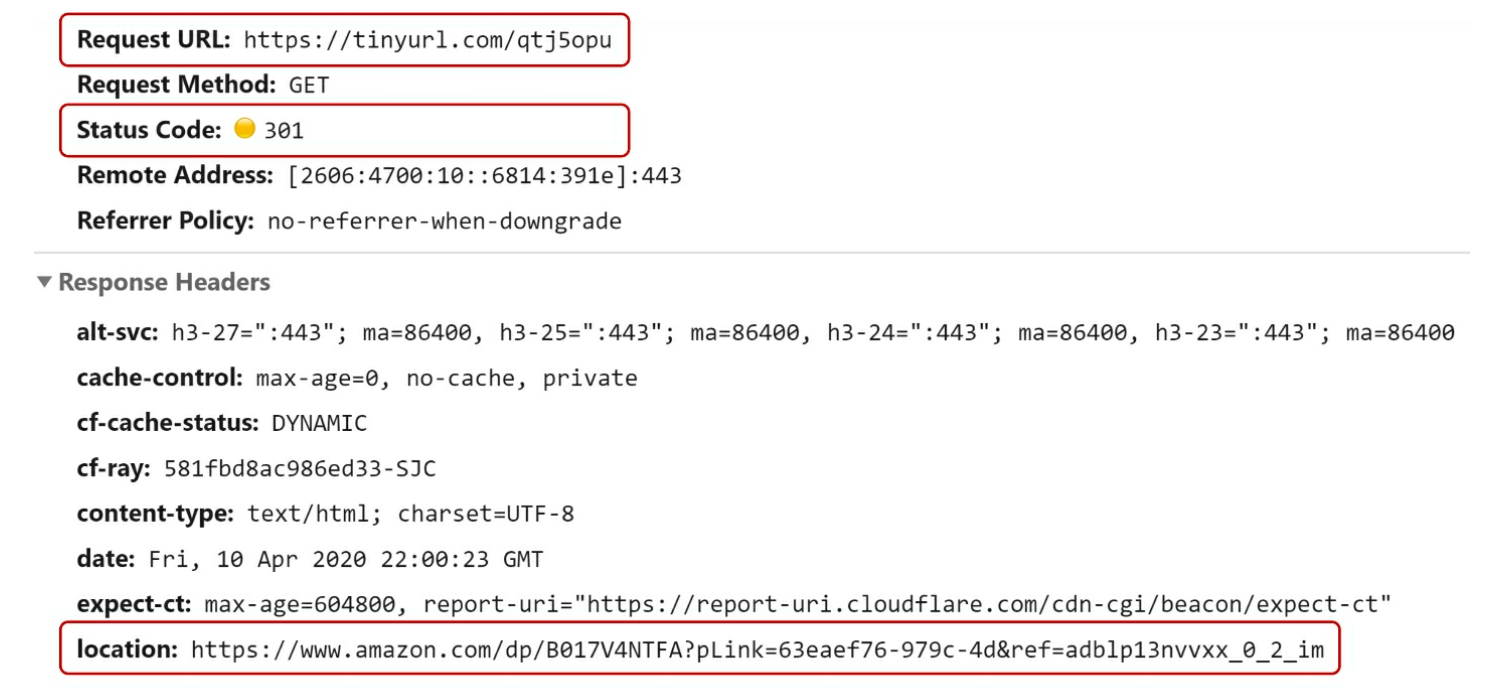 Request URL: https://tinyurl.com/qtj5opu
Request Method: GET
Status Code: 301
Remote Address: [2606:4700:10::6814:391e]:443
Referrer Policy: no-referrer-when-downgrade
Response Headers
alt-svc: h3-27=":443"; ma=86400, h3-25=":443"; ma=86400, h3-24=":443"; ma=86400, h3-23=":443"; ma=86400
cache-control: max-age=0, no-cache, private
cf-cache-status: DYNAMIC
cf-ray: 581fbd8ac986ed33-SJC
content-type: text/html; charset=UTF-8
date: Fri, 10 Apr 2020 22:00:23 GMT
expect-ct: max-age=604800, report-uri="https://report-uri.cloudflare.com/cdn-cgi/beacon/expect-ct"
location: https://www.amazon.com/dp/B017V4NTFA?pLink=63eaef76-979c-4d&ref=adblp13nvvxx_0_2_im